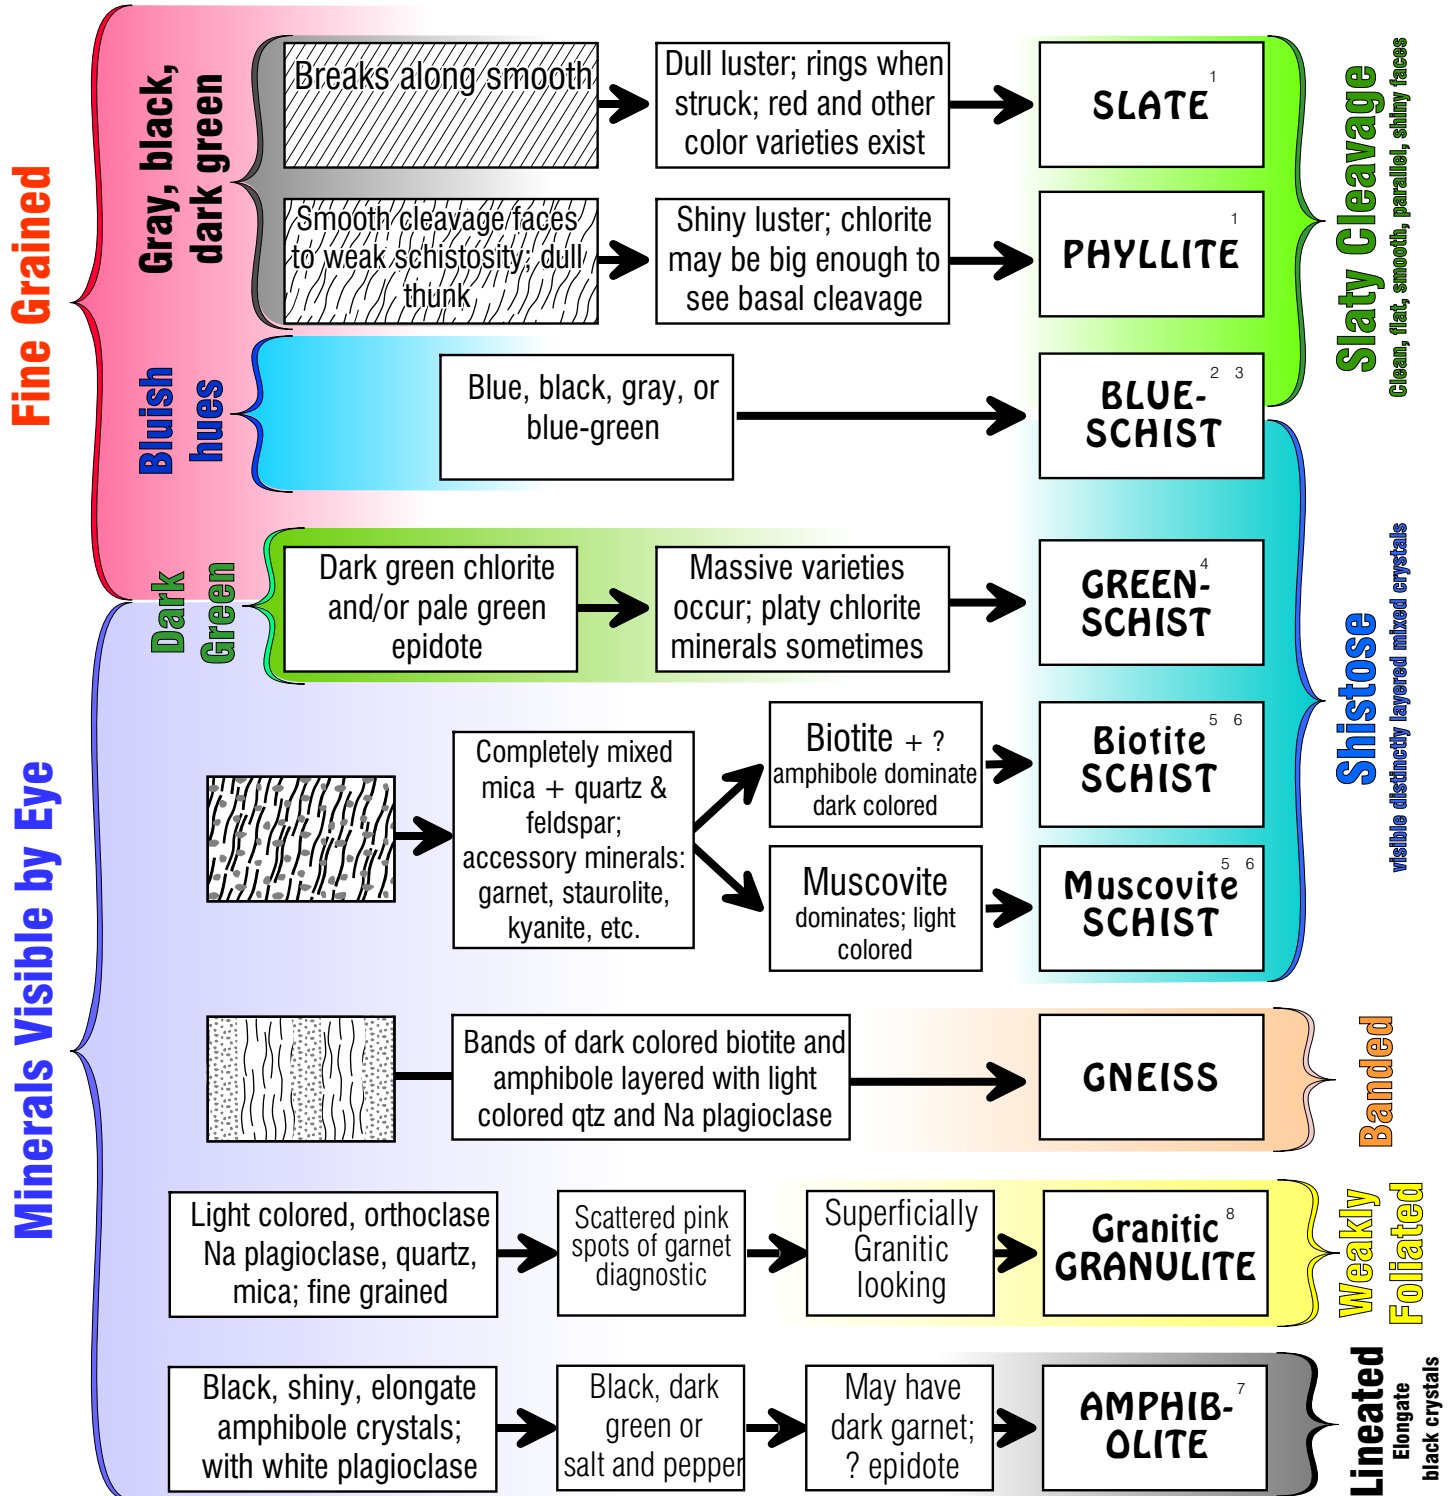 Fine Grained
Gray, black,
dark green
Breaks along smooth
Dull luster; rings when
struck; red and other
color varieties exist
SLATE 1
Smooth cleavage faces
to weak schistosity; dull
thunk
Shiny luster; chlorite
may be big enough to
see basal cleavage
PHYLLITE 1
Slaty Cleavage
Clean, flat, smooth, parallel, shiny faces
Bluish
hues
Blue, black, gray, or
blue-green
2 3
BLUE-
SCHIST
Dark
Green
Dark green chlorite
and/or pale green
epidote
Massive varieties
occur; platy chlorite
minerals sometimes
4
GREEN-
SCHIST
Shistose
visible distinctly layered mixed crystals
Minerals Visible by Eye
Completely mixed
mica + quartz &
feldspar;
accessory minerals:
garnet, staurolite,
kyanite, etc.
Biotite + ?
amphibole dominate
dark colored
5 6
Biotite
SCHIST
Muscovite
dominates; light
colored
5 6
Muscovite
SCHIST
Bands of dark colored biotite and
amphibole layered with light
colored qtz and Na plagioclase
GNEISS
Banded
Light colored, orthoclase
Na plagioclase, quartz,
mica; fine grained
Scattered pink
spots of garnet
diagnostic
Superficially
Granitic
looking
Granitic 8
GRANULITE
Weakly
Foliated
Black, shiny, elongate
amphibole crystals;
with white plagioclase
Black, dark
green or
salt and pepper
May have
dark garnet;
? epidote
7
AMPHIB-
OLITE
Lineated
Elongate
black crystals